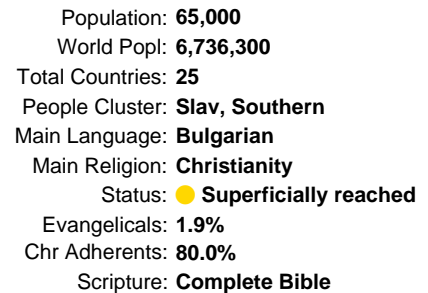 Population: 65,000
World Popl: 6,736,300
Total Countries: 25
People Cluster: Slav, Southern
Main Language: Bulgarian
Main Religion: Christianity
Status: Superficially reached
Evangelicals: 1.9%
Chr Adherents: 80.0%
Scripture: Complete Bible